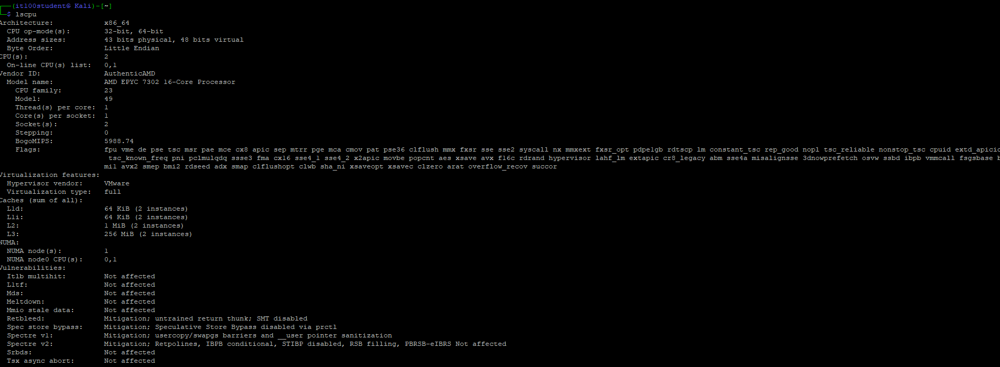 ┌──(it100student㉿Kali)-[~]
└─$ lscpu
Architecture: x86_64
CPU op-mode(s): 32-bit, 64-bit
Address sizes: 43 bits physical, 48 bits virtual
Byte Order: Little Endian
CPU(s): 2
On-line CPU(s) list: 0,1
Vendor ID: AuthenticAMD
Model name: AMD EPYC 7302 16-Core Processor
CPU family: 23
Model: 49
Thread(s) per core: 1
Core(s) per socket: 1
Socket(s): 2
Stepping: 0
BogoMIPS: 5988.74
Flags: fpu vme de pse tsc msr pae mce cx8 apic sep mtrr pge mca cmov pat pse36 clflush mmx fxsr sse sse2 syscall nx mmxext fxsr_opt pdpe1gb rdtscp lm constant_tsc rep_good nopl tsc_reliable nonstop_tsc cpuid extd_apicid
tsc_known_freq pni pclmulqdq ssse3 fma cx16 sse4_1 sse4_2 x2apic movbe popcnt aes xsave avx f16c rdrand hypervisor lahf_lm extapic cr8_legacy abm sse4a misalignsse 3dnowprefetch osvw ssbd ibpb vmmcall fsgsbase b
mi1 avx2 smep bmi2 rdseed adx smap clflushopt clwb sha_ni xsaveopt xsavec clzero arat overflow_recov succor
Virtualization features:
Hypervisor vendor: VMware
Virtualization type: full
Caches (sum of all):
L1d: 64 KiB (2 instances)
L1i: 64 KiB (2 instances)
L2: 1 MiB (2 instances)
L3: 256 MiB (2 instances)
NUMA:
NUMA node(s): 1
NUMA node0 CPU(s): 0,1
Vulnerabilities:
Itlb multihit: Not affected
L1tf: Not affected
Mds: Not affected
Meltdown: Not affected
Mmio stale data: Not affected
Retbleed: Mitigation; untrained return thunk; SMT disabled
Spec store bypass: Mitigation; Speculative Store Bypass disabled via prctl
Spectre v1: Mitigation; usercopy/swapgs barriers and __user pointer sanitization
Spectre v2: Mitigation; Retpolines, IBPB conditional, STIBP disabled, RSB filling, PBRSB-eIBRS Not affected
Srbds: Not affected
Tsx async abort: Not affected